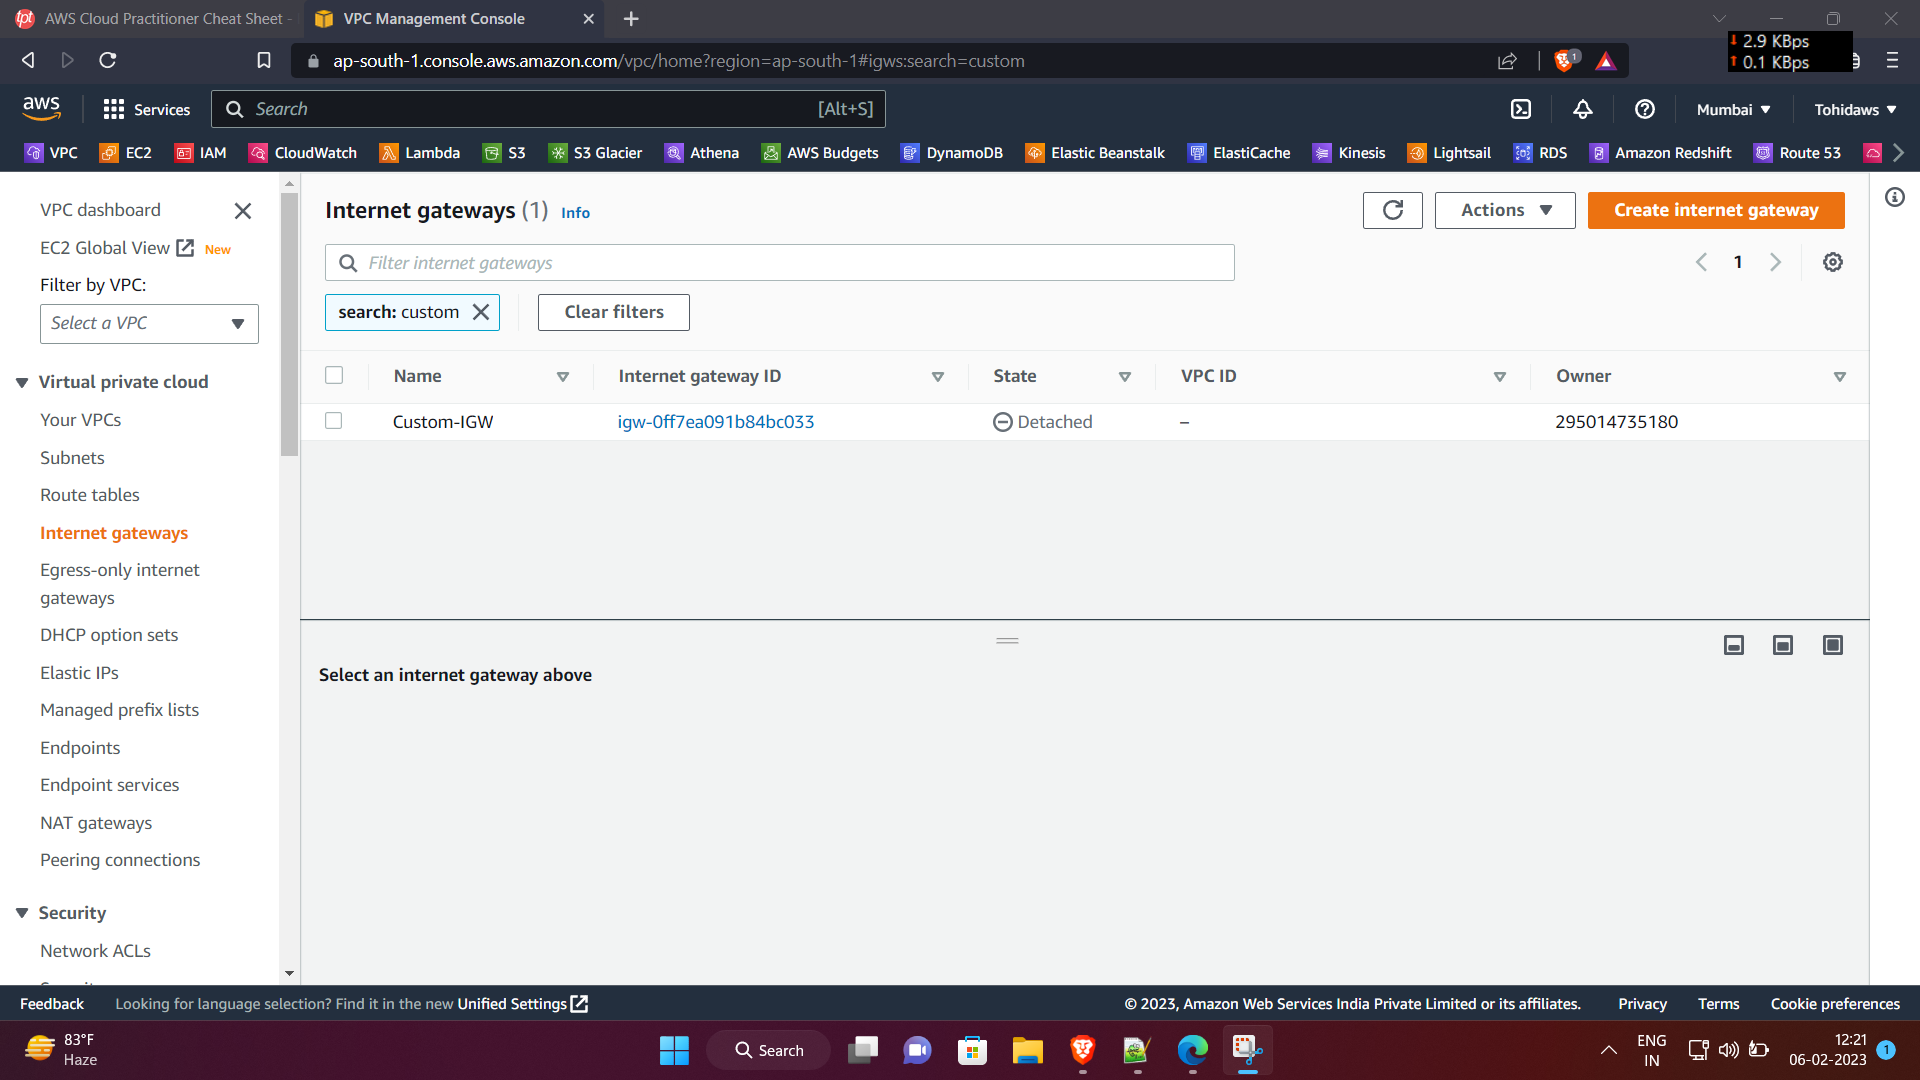 AWS Cloud Practitioner Cheat Sheet -
VPC Management Console
ap-south-1.console.aws.amazon.com/vpc/home?region=ap-south-1#igws:search=custom
1
2.9 KBps
0.1 KBps
aws
Services
Search
[Alt+S]
Mumbai
Tohidaws
VPC
EC2
IAM
CloudWatch
Lambda
S3
S3 Glacier
Athena
AWS Budgets
DynamoDB
Elastic Beanstalk
ElastiCache
Kinesis
Lightsail
RDS
Amazon Redshift
Route 53
VPC dashboard
EC2 Global View New
Filter by VPC:
Select a VPC
Virtual private cloud
Your VPCs
Subnets
Route tables
Internet gateways
Egress-only internet
gateways
DHCP option sets
Elastic IPs
Managed prefix lists
Endpoints
Endpoint services
NAT gateways
Peering connections
Security
Network ACLs
Internet gateways (1) Info
Actions
Create internet gateway
Filter internet gateways
1
search: custom
Clear filters
Name Internet gateway ID State VPC ID Owner
Custom-IGW igw-0ff7ea091b84bc033 Detached – 295014735180
Select an internet gateway above
Feedback
Looking for language selection? Find it in the new Unified Settings
© 2023, Amazon Web Services India Private Limited or its affiliates.
Privacy
Terms
Cookie preferences
83°F
Haze
Search
ENG
IN
12:21
06-02-2023
1